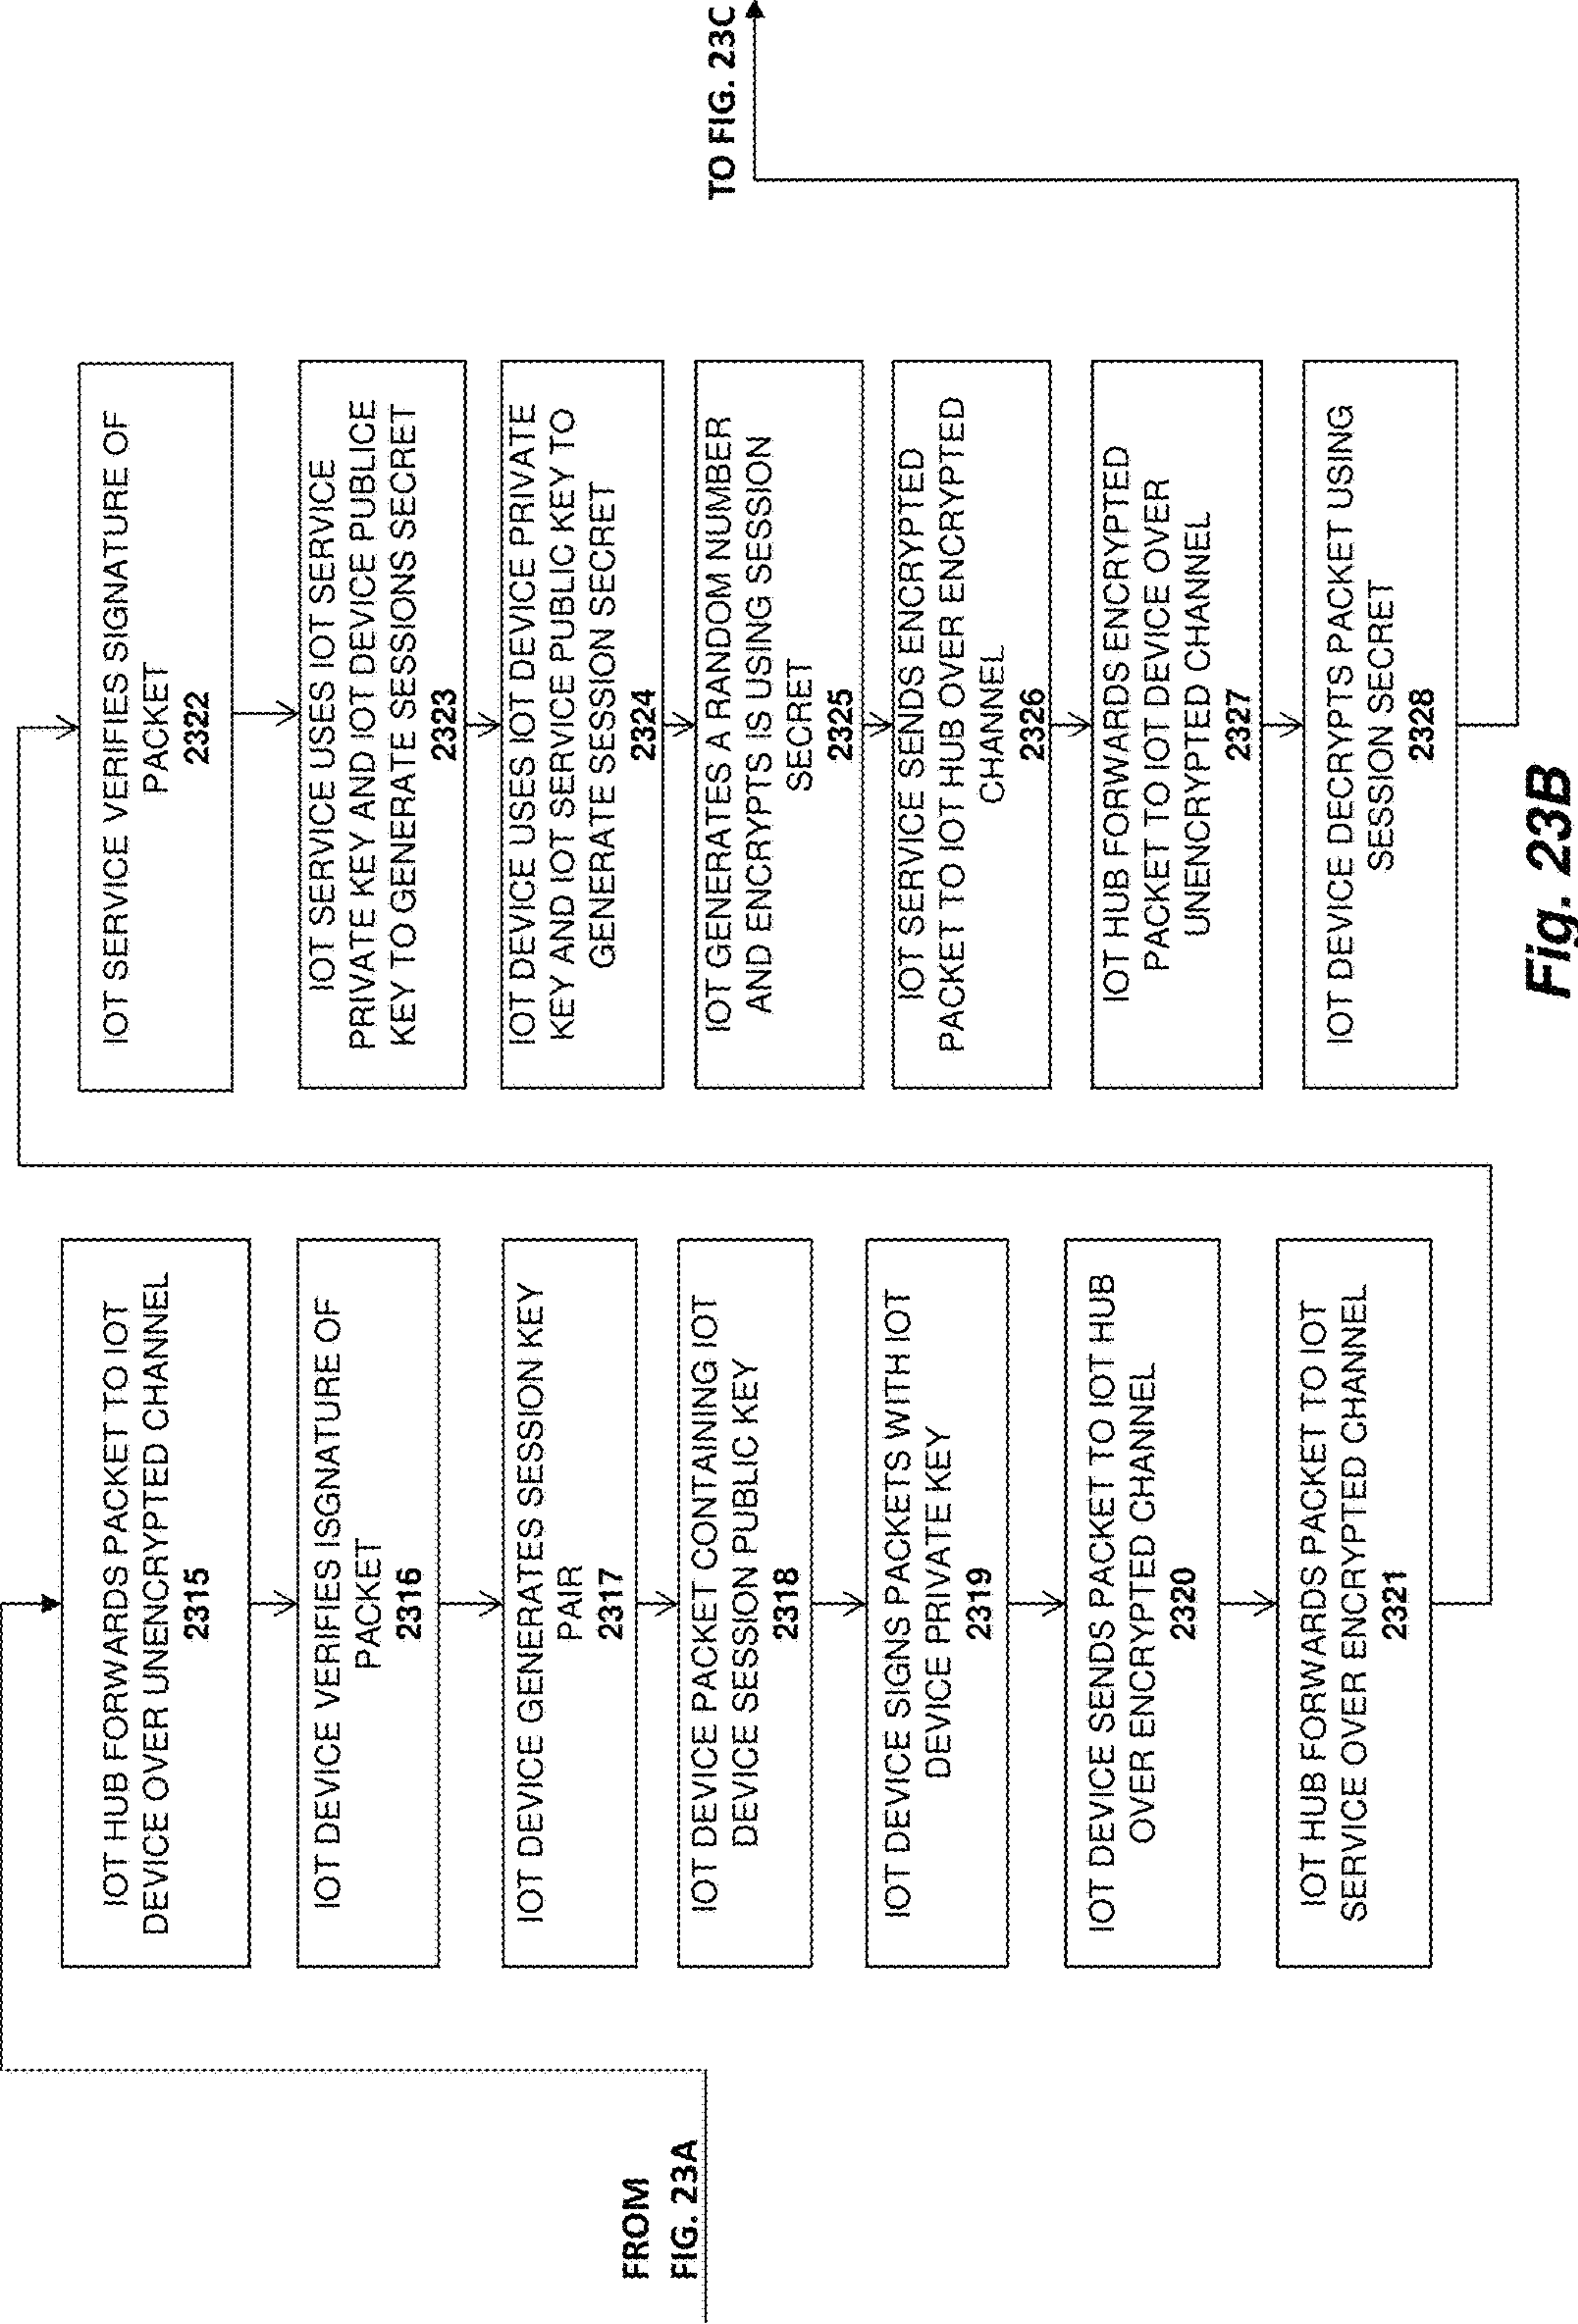 FROM
FIG. 23A
IOT HUB FORWARDS PACKET TO IOT
DEVICE OVER UNENCRYPTED CHANNEL
2315
IOT DEVICE VERIFIES ISGNATURE OF
PACKET
2316
IOT DEVICE GENERATES SESSION KEY
PAIR
2317
IOT DEVICE PACKET CONTAINING IOT
DEVICE SESSION PUBLIC KEY
2318
IOT DEVICE SIGNS PACKETS WITH IOT
DEVICE PRIVATE KEY
2319
IOT DEVICE SENDS PACKET TO IOT HUB
OVER ENCRYPTED CHANNEL
2320
IOT HUB FORWARDS PACKET TO IOT
SERVICE OVER ENCRYPTED CHANNEL
2321
IOT SERVICE VERIFIES SIGNATURE OF
PACKET
2322
IOT SERVICE USES IOT SERVICE
PRIVATE KEY AND IOT DEVICE PUBLICE
KEY TO GENERATE SESSIONS SECRET
2323
IOT DEVICE USES IOT DEVICE PRIVATE
KEY AND IOT SERVICE PUBLIC KEY TO
GENERATE SESSION SECRET
2324
IOT GENERATES A RANDOM NUMBER
AND ENCRYPTS IS USING SESSION
SECRET
2325
IOT SERVICE SENDS ENCRYPTED
PACKET TO IOT HUB OVER ENCRYPTED
CHANNEL
2326
IOT HUB FORWARDS ENCRYPTED
PACKET TO IOT DEVICE OVER
UNENCRYPTED CHANNEL
2327
IOT DEVICE DECRYPTS PACKET USING
SESSION SECRET
2328
TO FIG. 23C
Fig. 23B